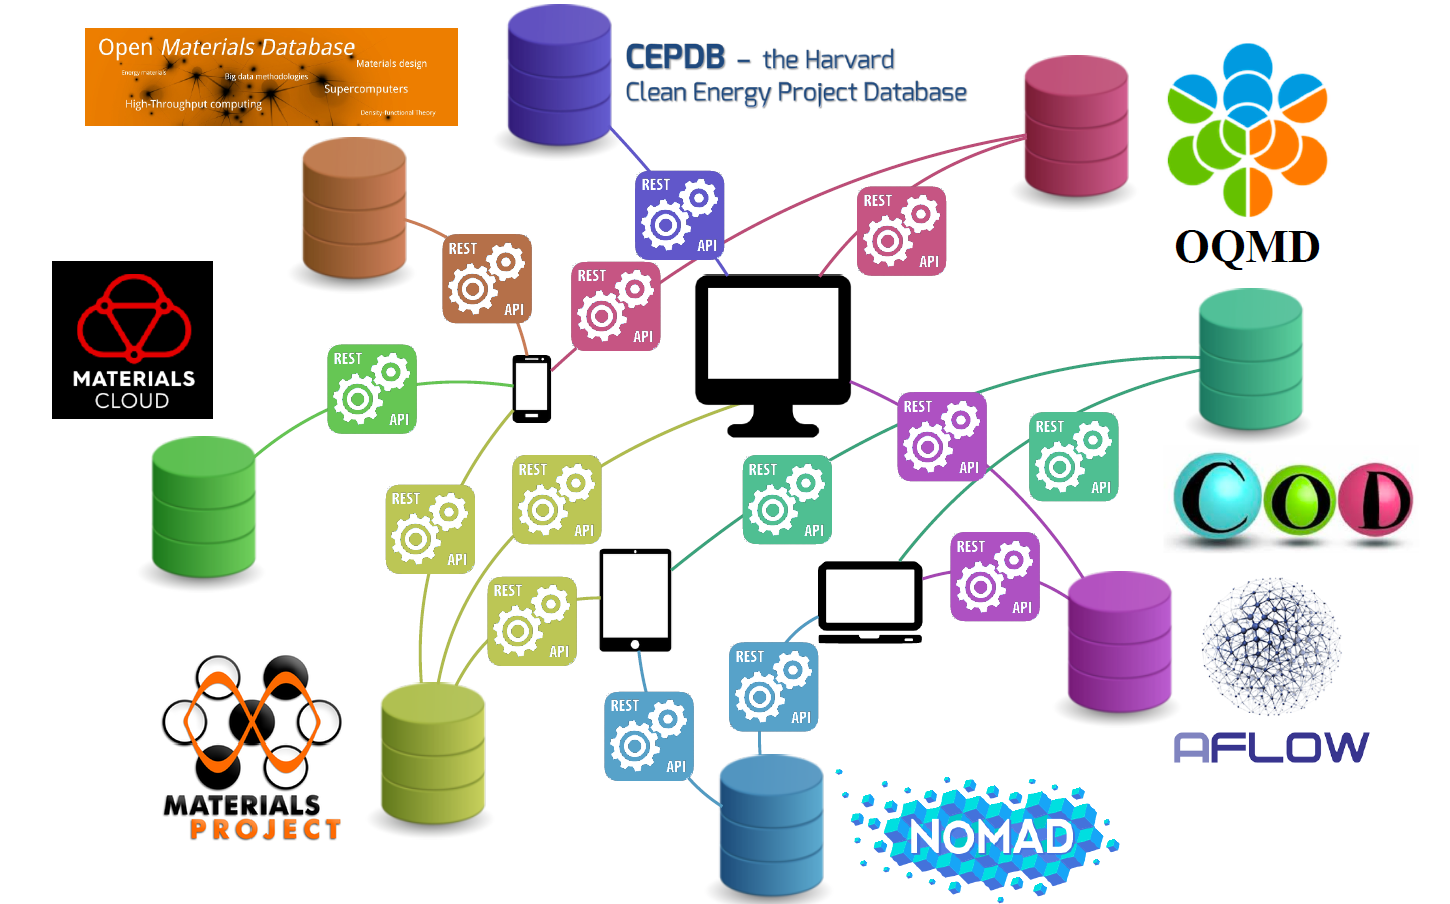 Open Materials Database
Energy materials
Big data methodologies
Materials design
Supercomputers
High-Throughput computing
Density-functional Theory
CEPDB – the Harvard
Clean Energy Project Database
OQMD
REST
API
REST
API
REST
API
REST
API
MATERIALS
CLOUD
REST
API
REST
API
REST
API
REST
API
REST
API
REST
API
COD
REST
API
REST
API
REST
API
REST
API
AFLOW
MATERIALS
PROJECT
NOMAD